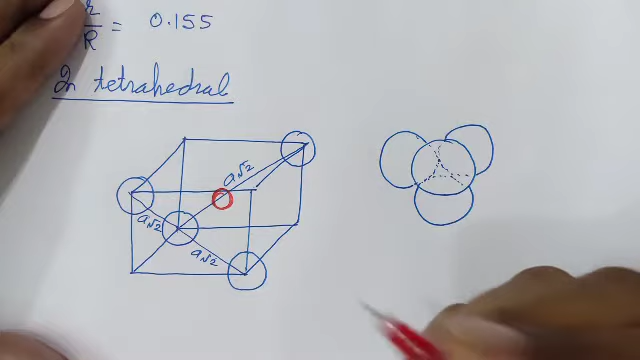 r/R = 0.155
In tetrahedral
a√2
a√2
a√2